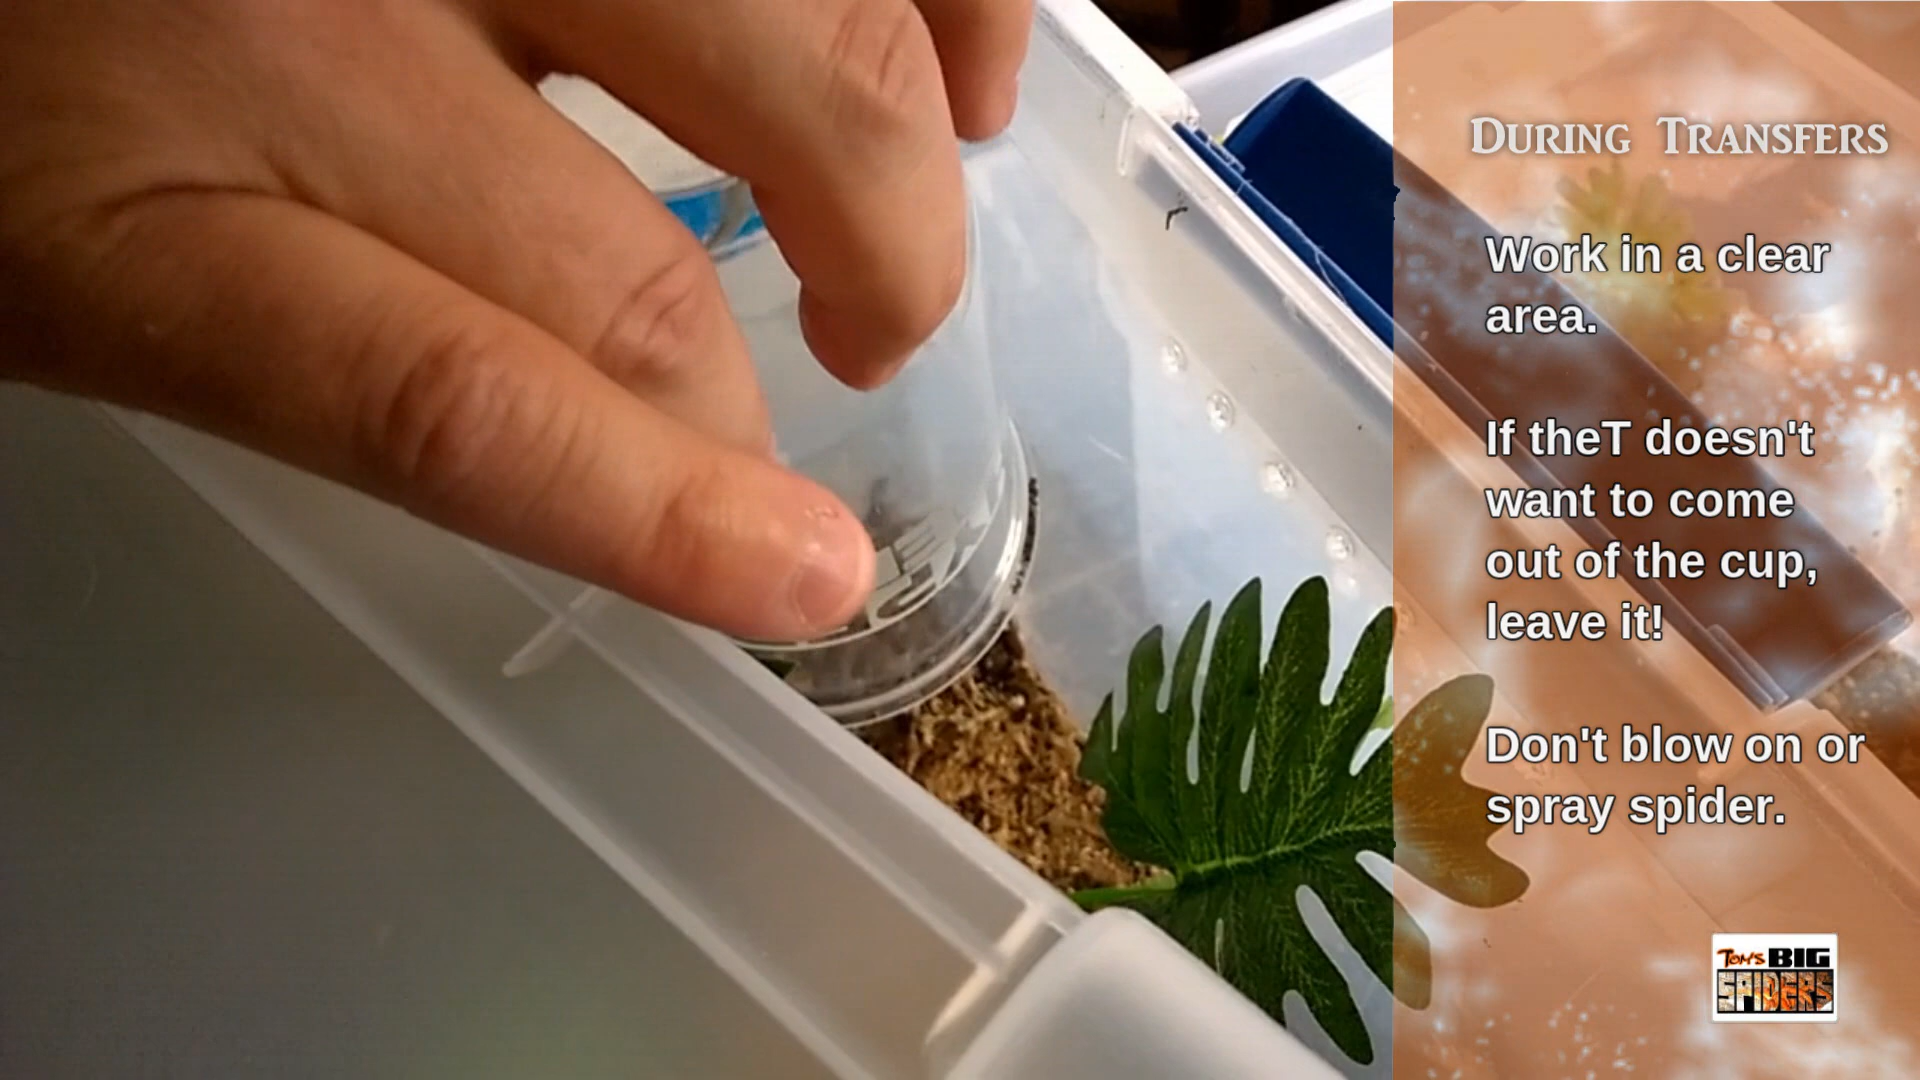 DURING TRANSFERS
Work in a clear
area.
If theT doesn't
want to come
out of the cup,
leave it!
Don't blow on or
spray spider.
TOM'S BIG
SPIDERS